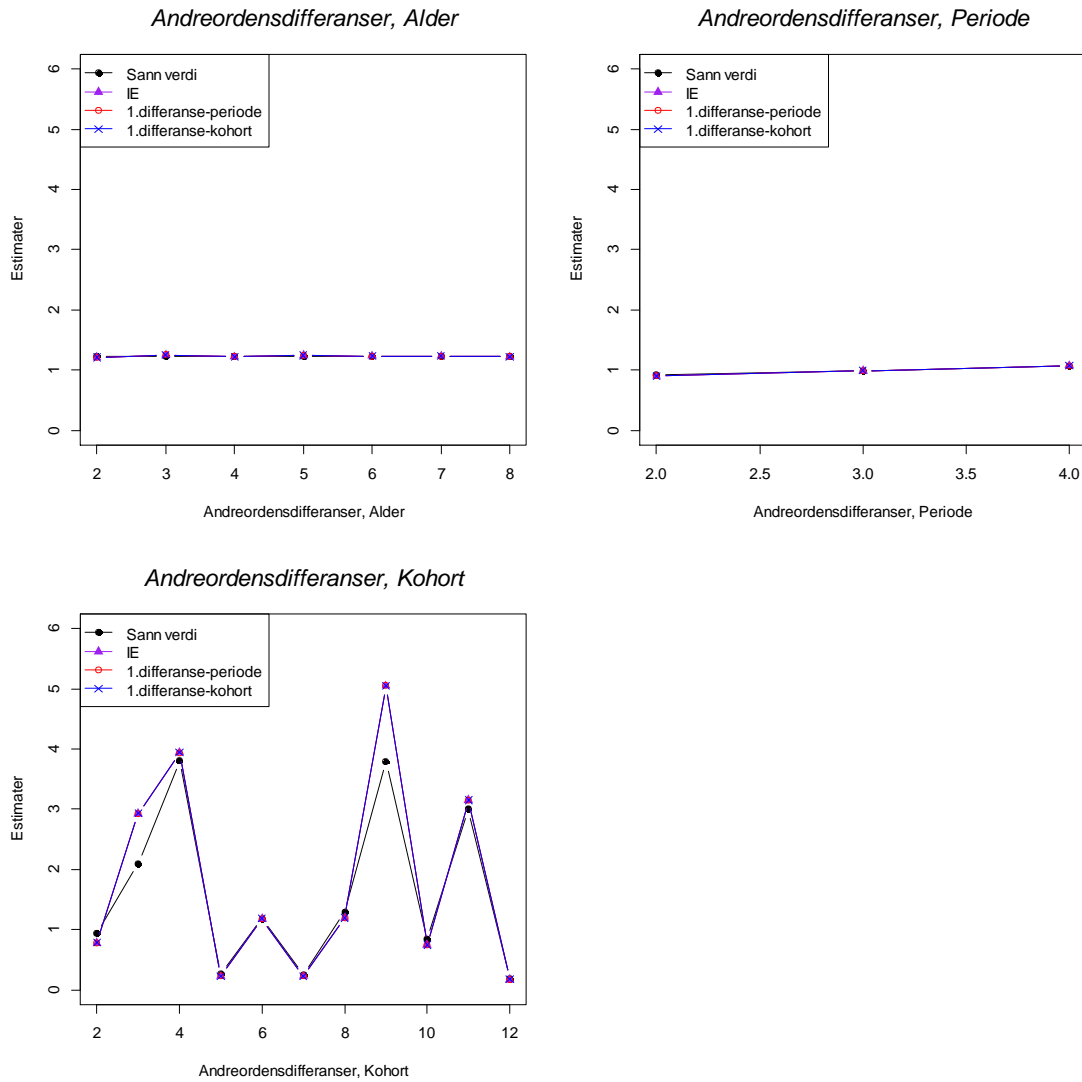 Andreordensdifferanser, Alder
6
5
4
3
2
1
0
Estimater
Sann verdi
IE
1.differanse-periode
1.differanse-kohort
2 3 4 5 6 7 8
Andreordensdifferanser, Alder
Andreordensdifferanser, Periode
6
5
4
3
2
1
0
Estimater
Sann verdi
IE
1.differanse-periode
1.differanse-kohort
2.0 2.5 3.0 3.5 4.0
Andreordensdifferanser, Periode
Andreordensdifferanser, Kohort
6
5
4
3
2
1
0
Estimater
Sann verdi
IE
1.differanse-periode
1.differanse-kohort
2 4 6 8 10 12
Andreordensdifferanser, Kohort